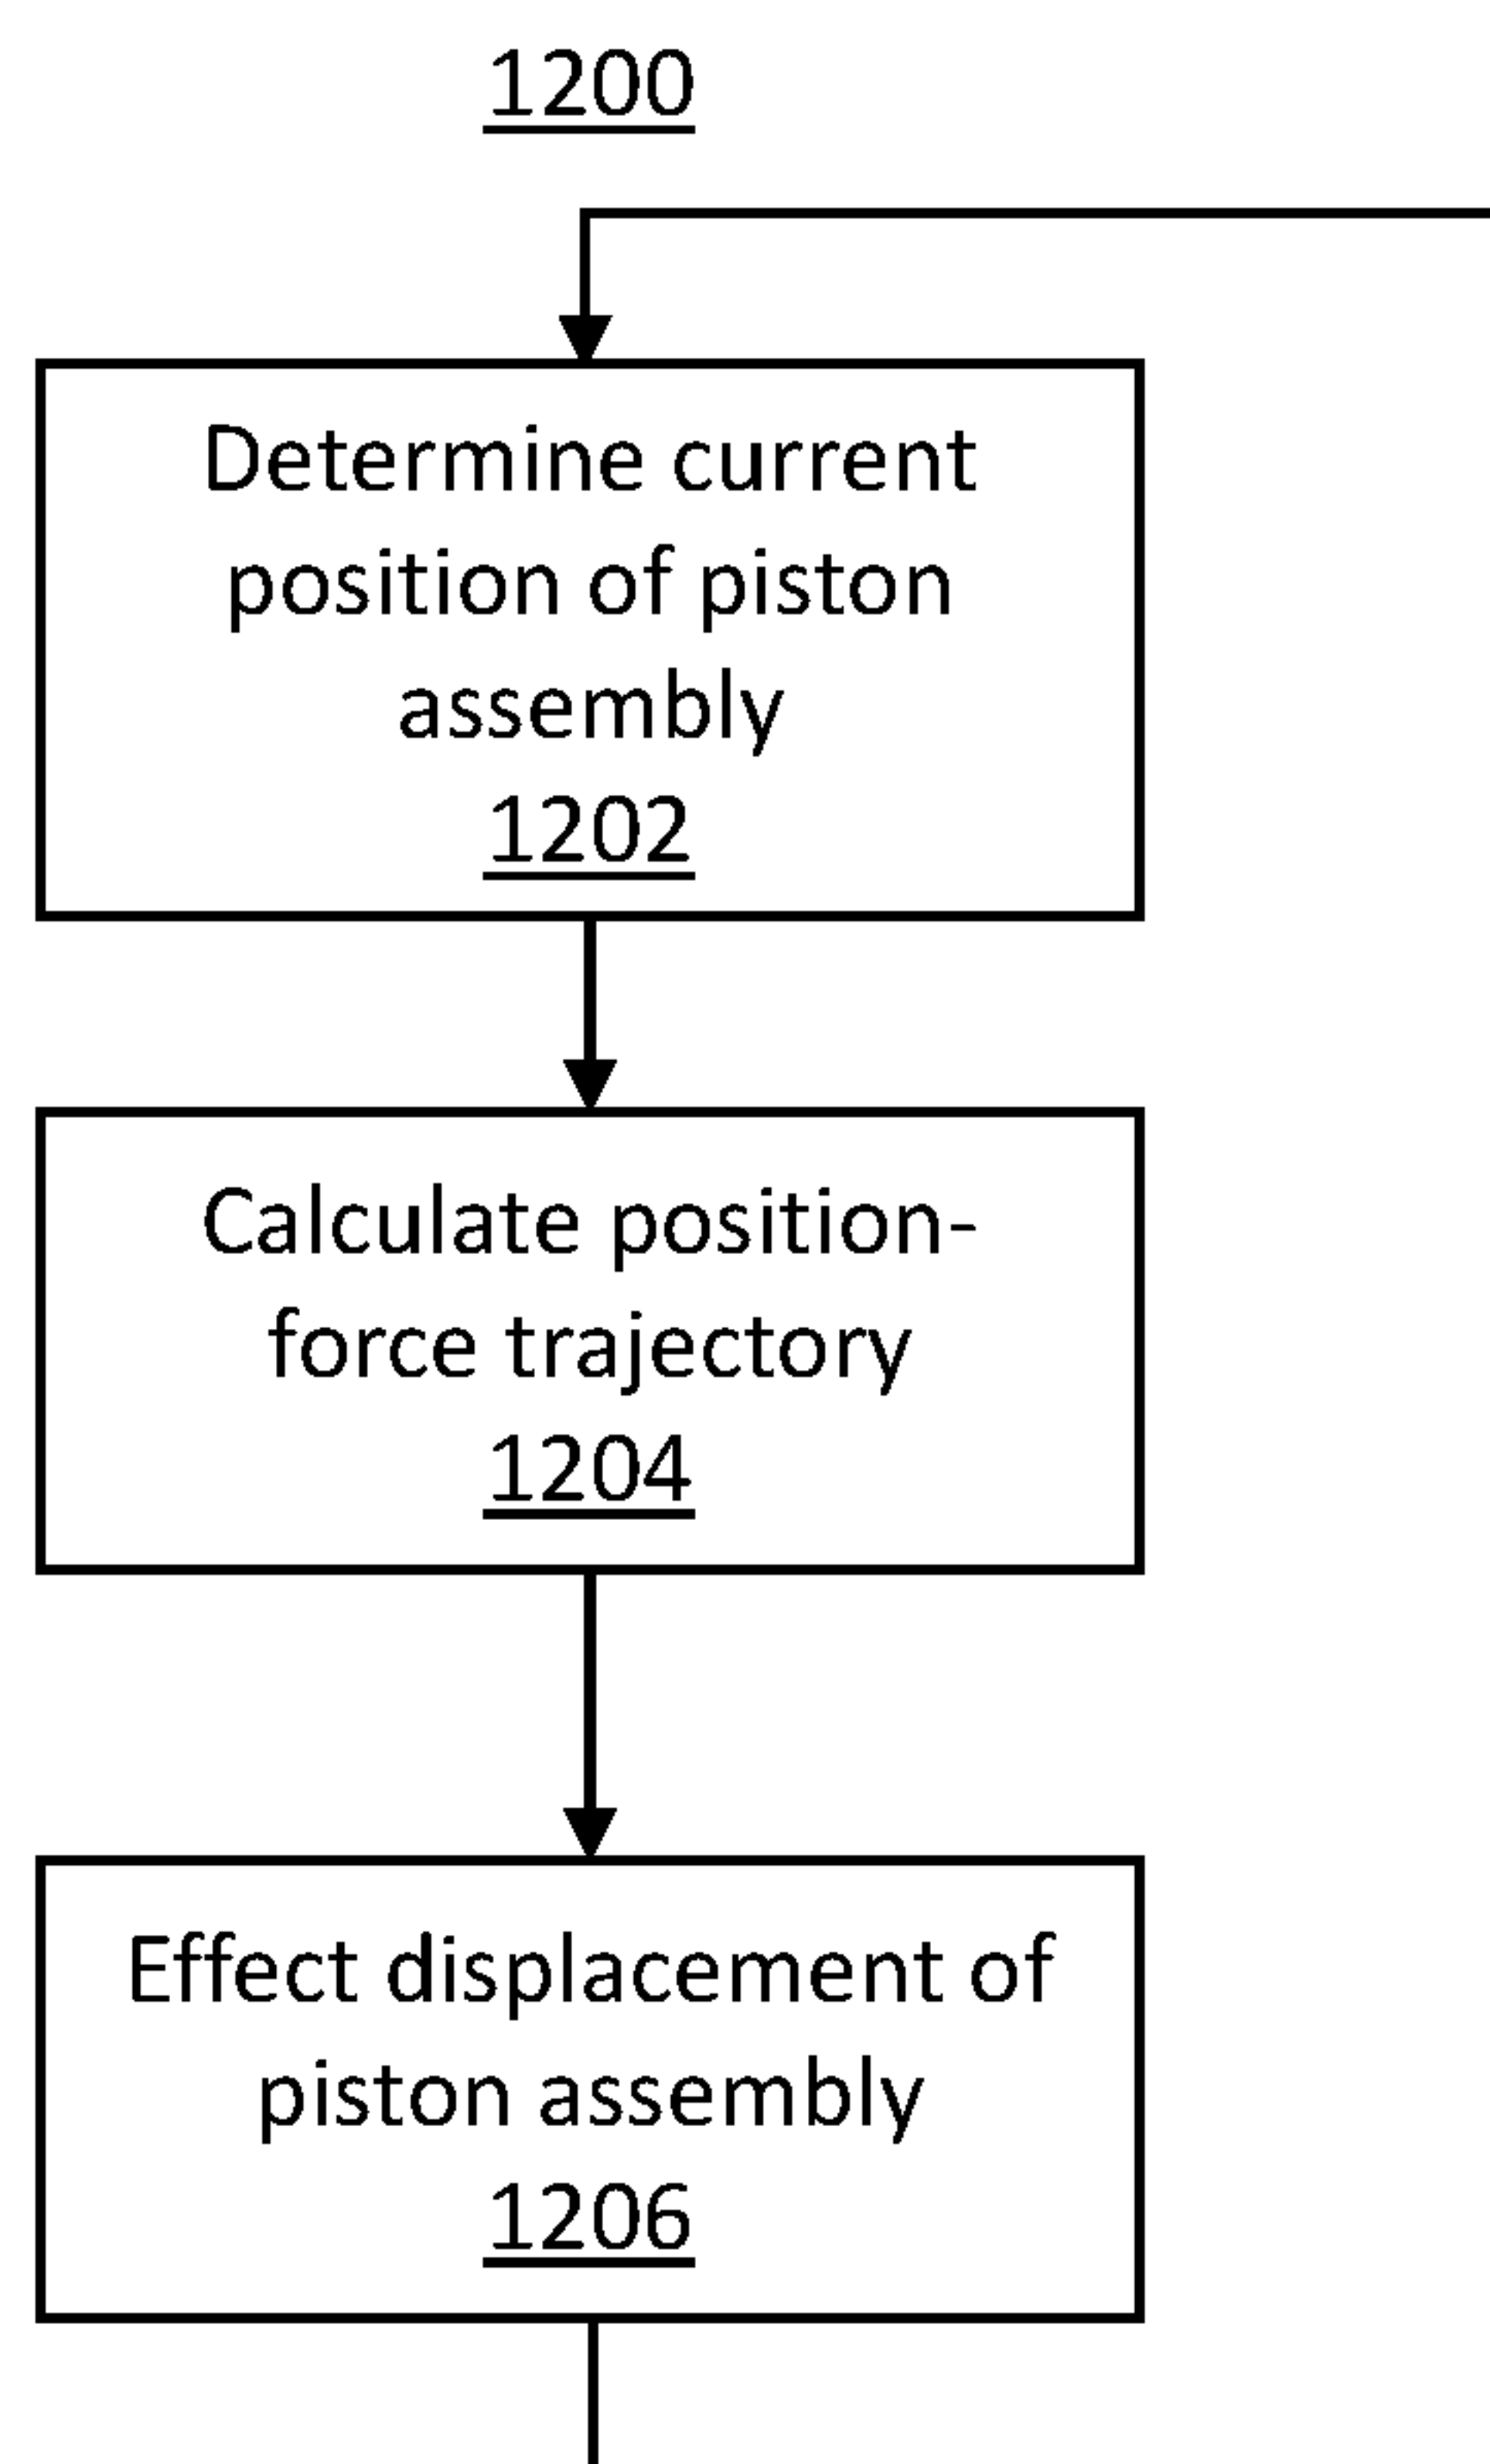 1200
Determine current
position of piston
assembly
1202
Calculate position-
force trajectory
1204
Effect displacement of
piston assembly
1206